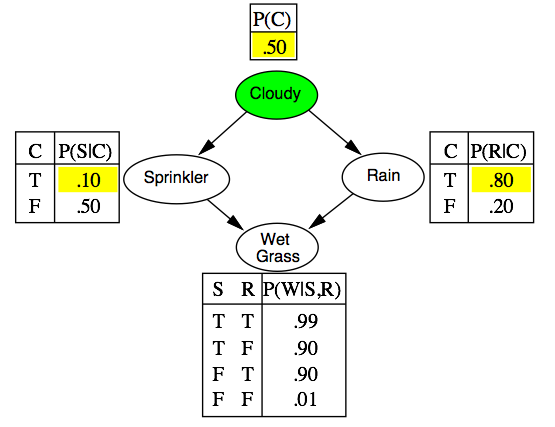 P(C)
.50
Cloudy
C P(S|C)
T .10
F .50
Sprinkler
Rain
C P(R|C)
T .80
F .20
Wet
Grass
S R P(W|S,R)
T T .99
T F .90
F T .90
F F .01